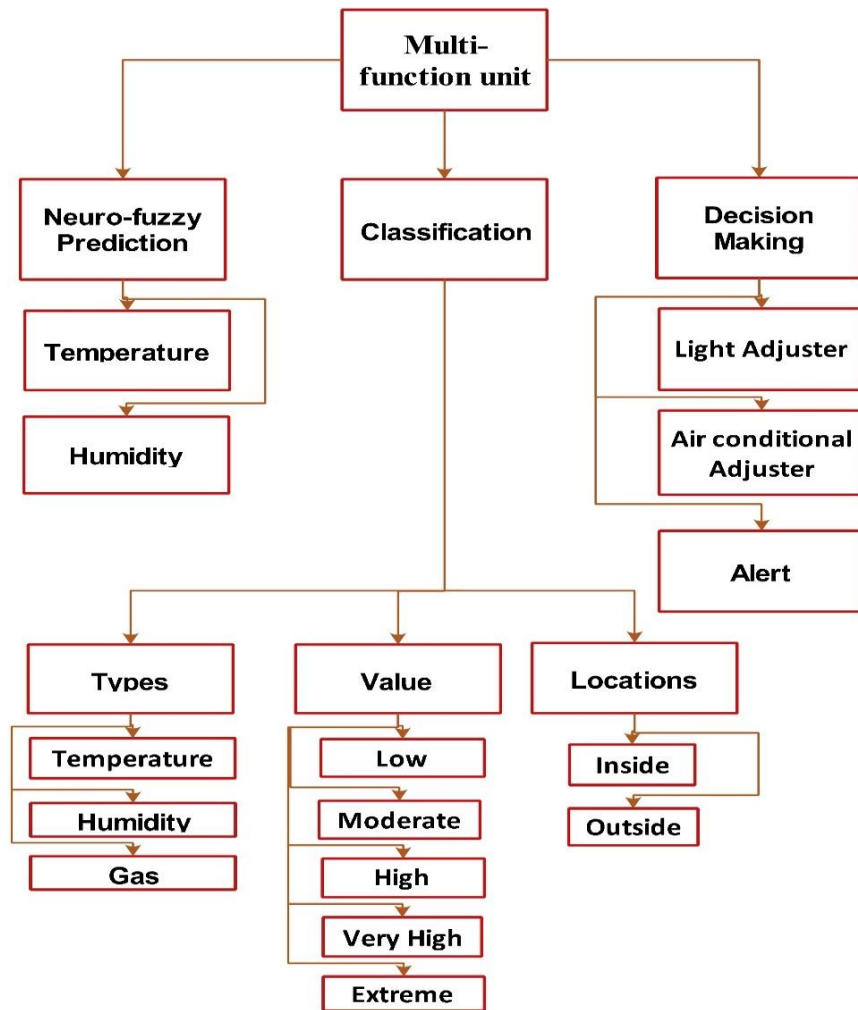 Multi-
function unit
Neuro-fuzzy
Prediction
Classification
Decision
Making
Temperature
Humidity
Light Adjuster
Air conditional
Adjuster
Alert
Types
Value
Locations
Temperature
Humidity
Gas
Low
Moderate
High
Very High
Extreme
Inside
Outside